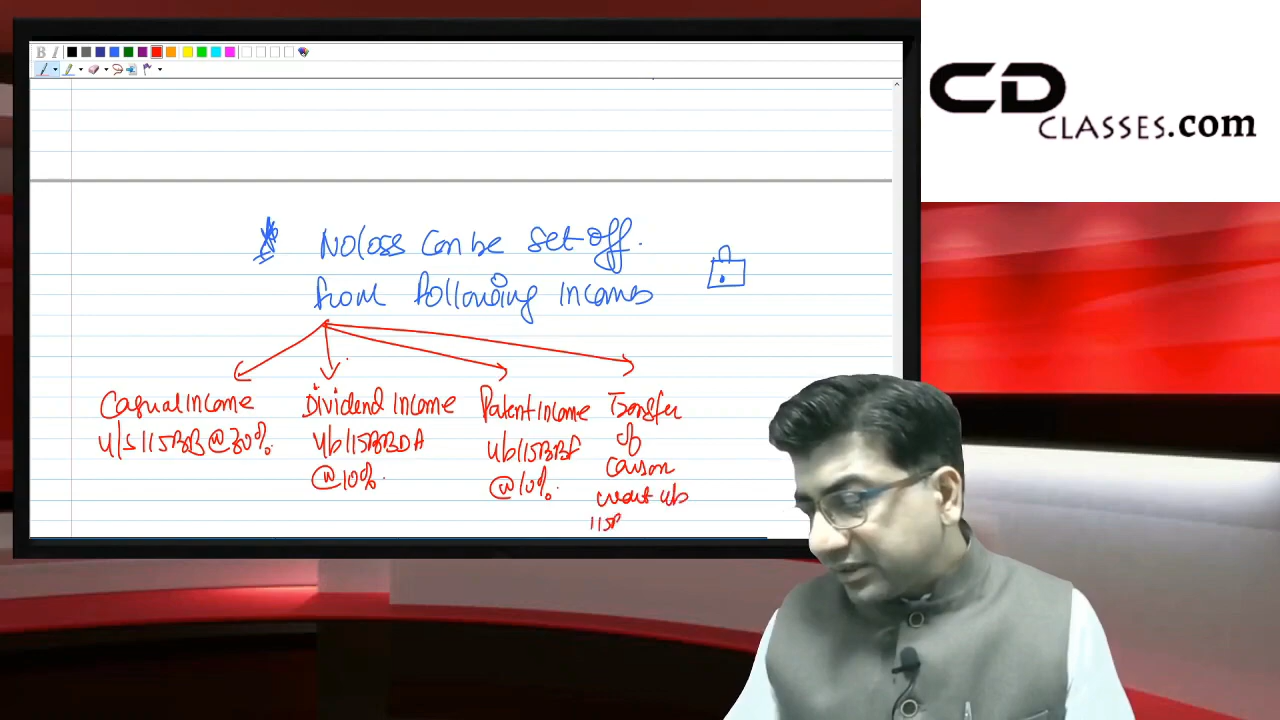 B I
CD
CLASSES.com
No loss can be set off.
from following Incomes
Casual Income
u/s 115BB @ 30%.
Dividend Income
u/s 115BBDA
@ 10%.
Patent Income
u/s 115BBF
@ 10%.
Transfer
of
Carbon
credit u/s
115B